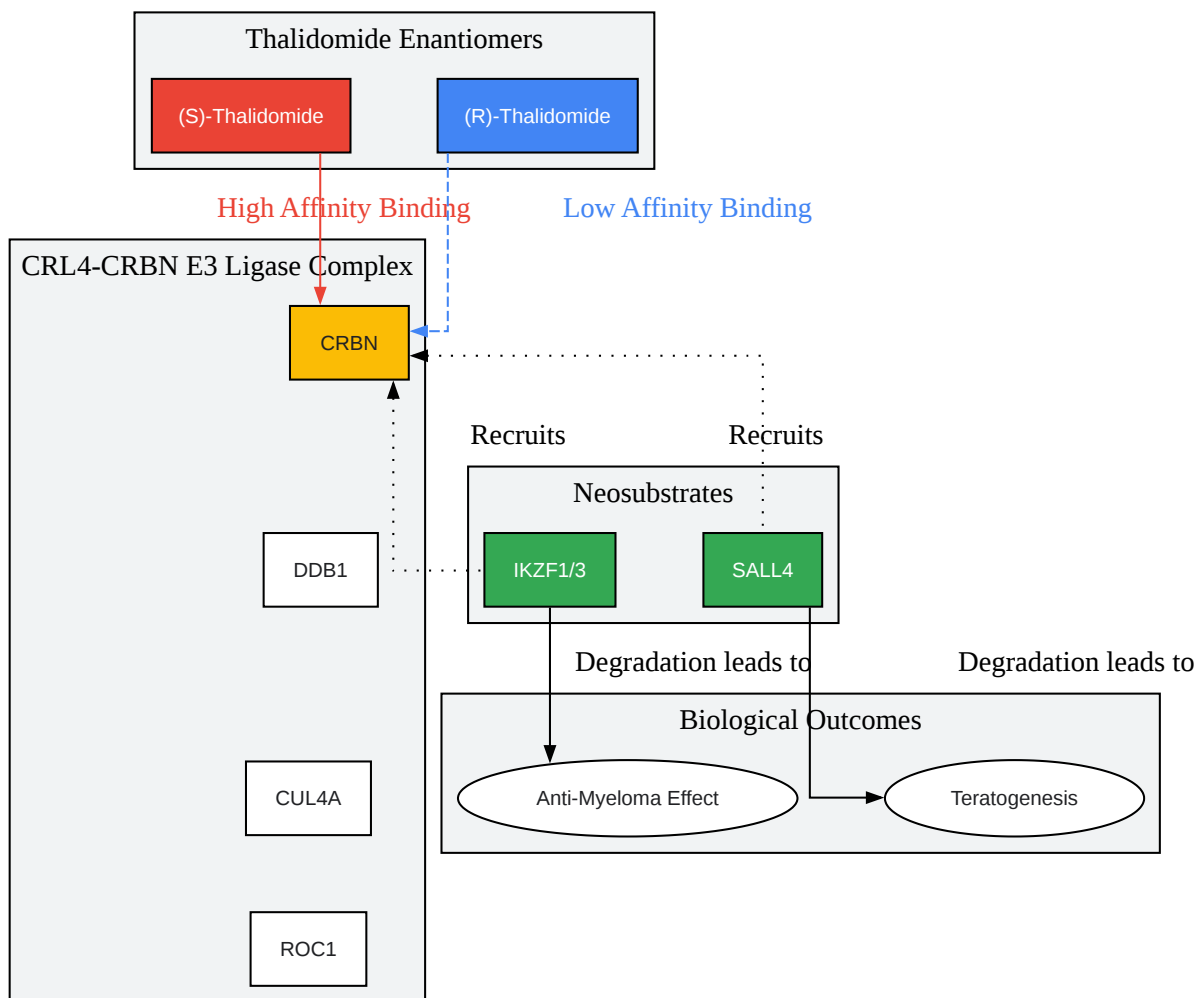 Thalidomide Enantiomers
(S)-Thalidomide
(R)-Thalidomide
High Affinity Binding
Low Affinity Binding
CRL4-CRBN E3 Ligase Complex
CRBN
Recruits
Recruits
Neosubstrates
DDB1
IKZF1/3
SALL4
Degradation leads to
Degradation leads to
Biological Outcomes
CUL4A
Anti-Myeloma Effect
Teratogenesis
ROC1